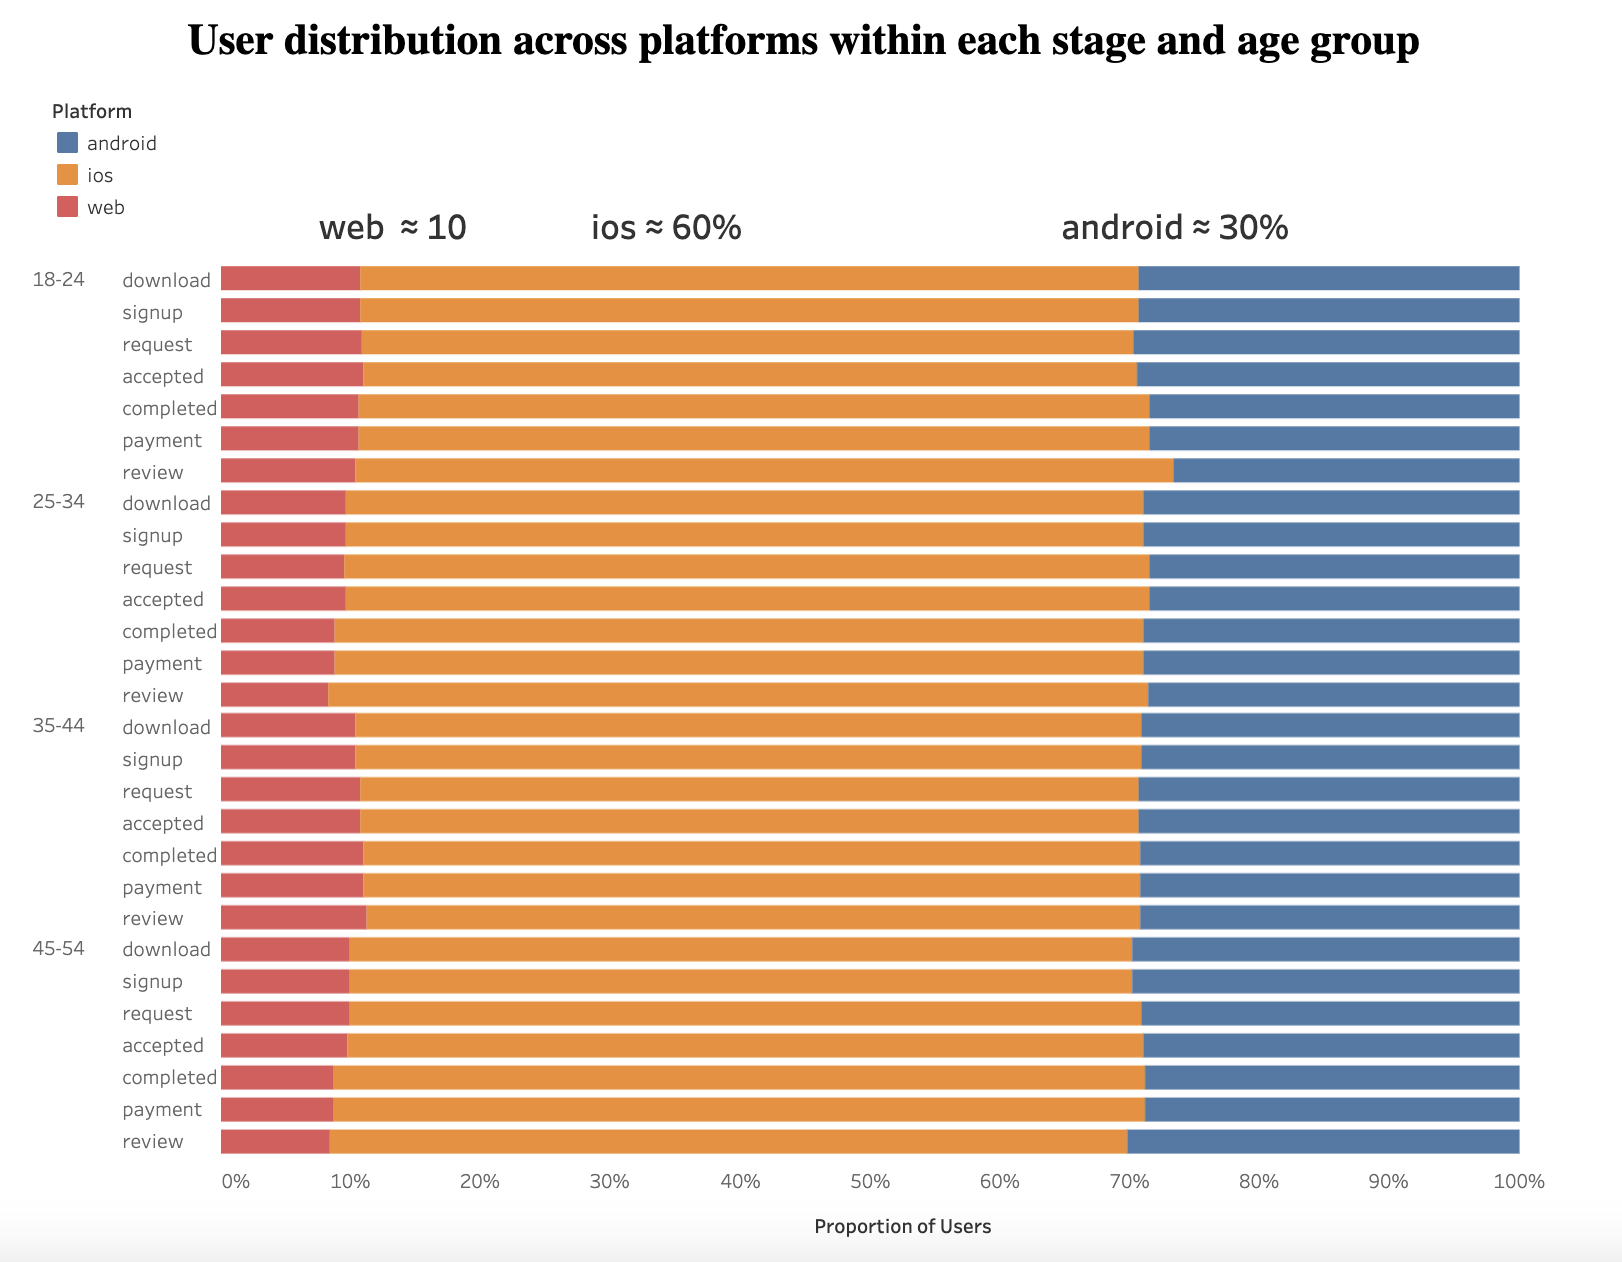 User distribution across platforms within each stage and age group
Platform
android
ios
web
web ≈ 10 ios ≈ 60% android ≈ 30%
18-24 download
signup
request
accepted
completed
payment
review
25-34 download
signup
request
accepted
completed
payment
review
35-44 download
signup
request
accepted
completed
payment
review
45-54 download
signup
request
accepted
completed
payment
review
0% 10% 20% 30% 40% 50% 60% 70% 80% 90% 100%
Proportion of Users